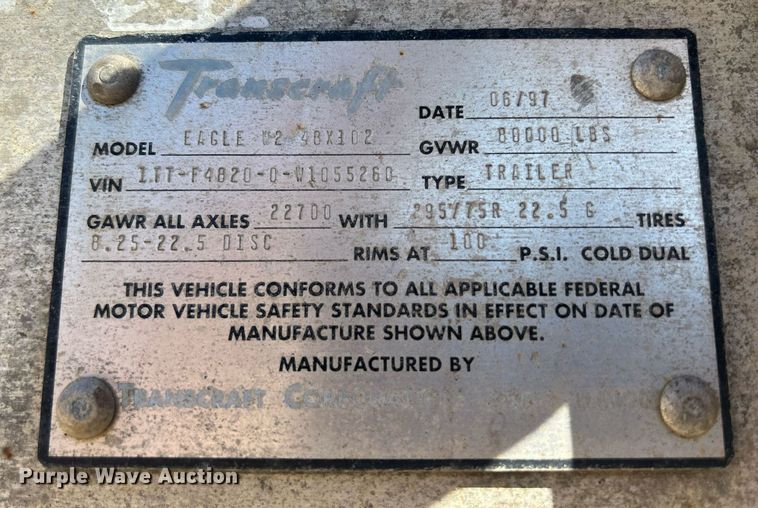 Transcraft
DATE 06/97
MODEL EAGLE W2 48X102 GVWR 80000 LBS
VIN 1TT-F4820-0-W1055260 TYPE TRAILER
GAWR ALL AXLES 22700 WITH 295/75R 22.5 G TIRES
8.25-22.5 DISC RIMS AT 100 P.S.I. COLD DUAL
THIS VEHICLE CONFORMS TO ALL APPLICABLE FEDERAL
MOTOR VEHICLE SAFETY STANDARDS IN EFFECT ON DATE OF
MANUFACTURE SHOWN ABOVE.
MANUFACTURED BY
TRANSCRAFT CORPORATION
Purple Wave Auction